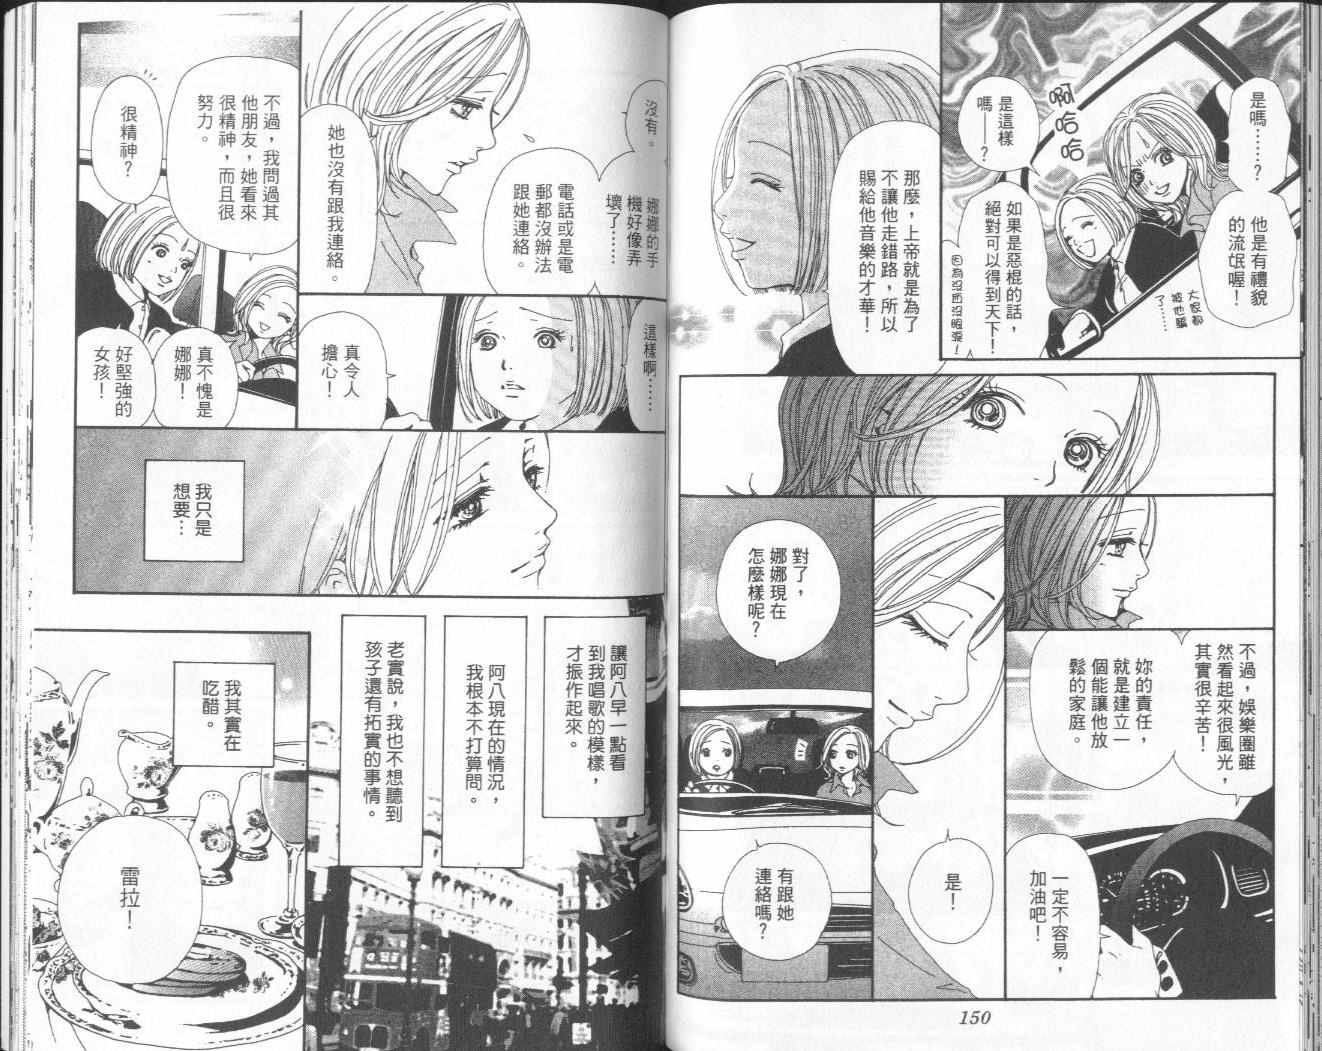 是嗎……?
他是有禮貌
的流氓喔!
大家都
被他騙
了……
啊哈哈
是這樣
嗎——?
如果是惡棍的話,
絕對可以得到天下!
因為沒血沒眼淚!
那麼,上帝就是為了
不讓他走錯路,所以
賜給他音樂的才華!
不過,娛樂圈雖
然看起來很風光,
其實很辛苦!
妳的責任,
就是建立一
個能讓他放
鬆的家庭。
一定不容易,
加油吧!
是!
對了,
娜娜現在
怎麼樣呢?
有跟她
連絡嗎?
150
沒有。
娜娜的手
機好像弄
壞了……
電話或是電
郵都沒辦法
跟她連絡。
她也沒有跟我連絡。
不過,我問過其
他朋友,她看來
很精神,而且很
努力。
很精神?
這樣啊……
真令人
擔心!
真不愧是
娜娜!
好堅強的
女孩!
我只是
想要…
讓阿八早一點看
到我唱歌的模樣,
才振作起來。
阿八現在的情況,
我根本不打算問。
老實說,我也不想聽到
孩子還有拓實的事情。
我其實在
吃醋。
雷拉!